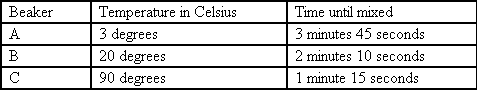 Beaker Temperature in Celsius Time until mixed
A 3 degrees 3 minutes 45 seconds
B 20 degrees 2 minutes 10 seconds
C 90 degrees 1 minute 15 seconds